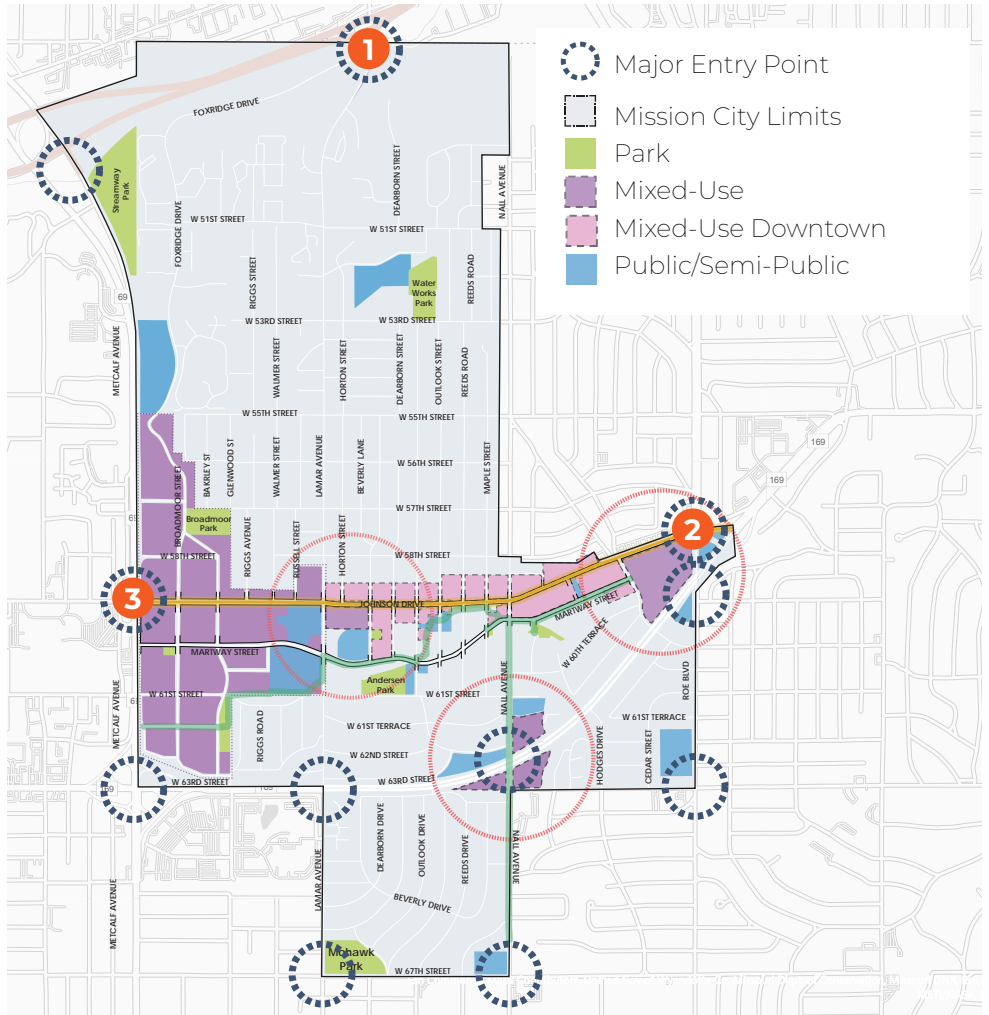 1
Major Entry Point
Mission City Limits
Park
Mixed-Use
Mixed-Use Downtown
Public/Semi-Public
FOXRIDGE DRIVE
Streamway
Park
DEARBORN STREET
NALL AVENUE
FOXRIDGE DRIVE
W 51ST STREET
W 51ST STREET
RIGGS STREET
Water
Works
Park
REEDS ROAD
69
W 53RD STREET
W 53RD STREET
METCALF AVENUE
WALMER STREET
HORTON STREET
DEARBORN STREET
OUTLOOK STREET
REEDS ROAD
W 55TH STREET
W 55TH STREET
169
BROADMOOR STREET
BAKRLEY ST
GLENWOOD ST
WALMER STREET
LAMAR AVENUE
BEVERLY LANE
MAPLE STREET
W 56TH STREET
169
W 57TH STREET
Broadmoor
Park
RIGGS AVENUE
RUSSELL STREET
HORTON STREET
2
W 58TH STREET
W 58TH STREET
3
JOHNSON DRIVE
MARTWAY STREET
MARTWAY STREET
W 60TH TERRACE
NALL AVENUE
ROE BLVD
METCALF AVENUE
W 61ST STREET
Andersen
Park
W 61ST STREET
RIGGS ROAD
W 61ST TERRACE
W 61ST TERRACE
W 62ND STREET
HODGES DRIVE
CEDAR STREET
W 63RD STREET
W 63RD STREET
169
169
DEARBORN DRIVE
OUTLOOK DRIVE
REEDS DRIVE
NALL AVENUE
LAMAR AVENUE
METCALF AVENUE
BEVERLY DRIVE
Mohawk
Park
W 67TH STREET